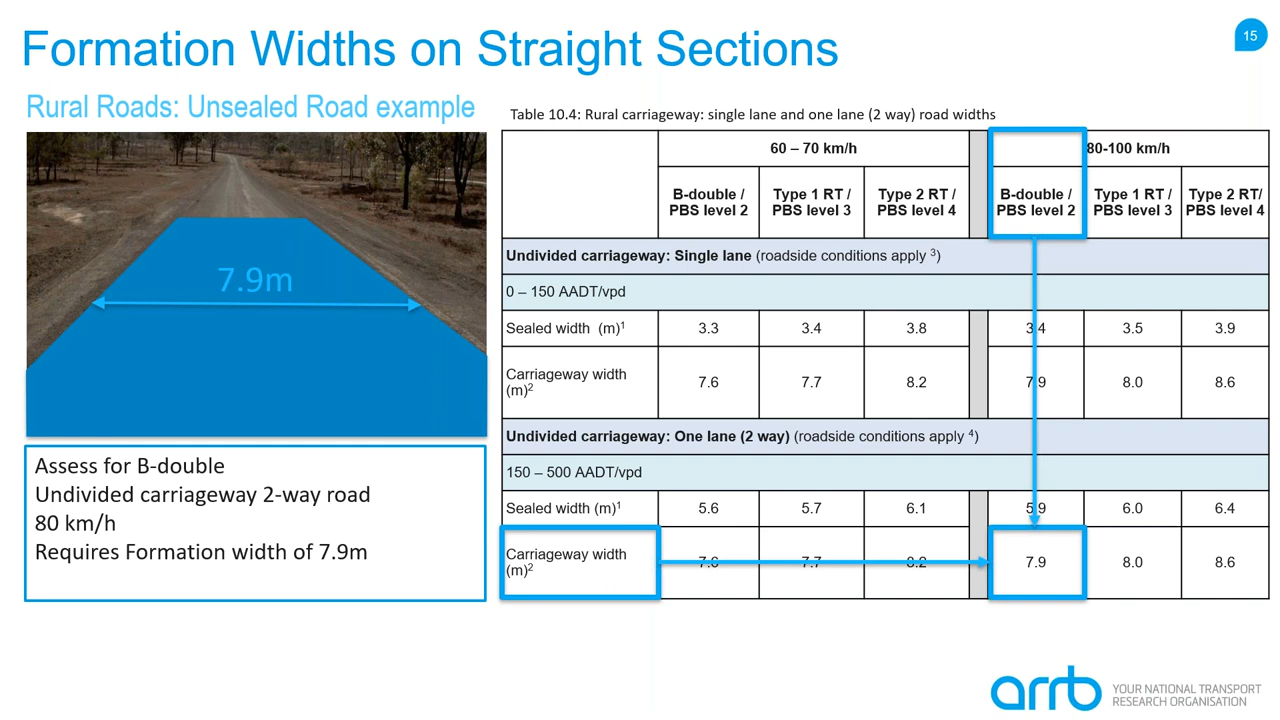 Formation Widths on Straight Sections
15
Rural Roads: Unsealed Road example
7.9m
Assess for B-double
Undivided carriageway 2-way road
80 km/h
Requires Formation width of 7.9m
Table 10.4: Rural carriageway: single lane and one lane (2 way) road widths
60 – 70 km/h 80-100 km/h
B-double / Type 1 RT / Type 2 RT / B-double / Type 1 RT / Type 2 RT/
PBS level 2 PBS level 3 PBS level 4 PBS level 2 PBS level 3 PBS level 4
Undivided carriageway: Single lane (roadside conditions apply ³)
0 – 150 AADT/vpd
Sealed width (m)¹ 3.3 3.4 3.8 3.4 3.5 3.9
Carriageway width
(m)² 7.6 7.7 8.2 7.9 8.0 8.6
Undivided carriageway: One lane (2 way) (roadside conditions apply ⁴)
150 – 500 AADT/vpd
Sealed width (m)¹ 5.6 5.7 6.1 5.9 6.0 6.4
Carriageway width
(m)² 7.6 7.7 8.2 7.9 8.0 8.6
arrb
YOUR NATIONAL TRANSPORT
RESEARCH ORGANISATION